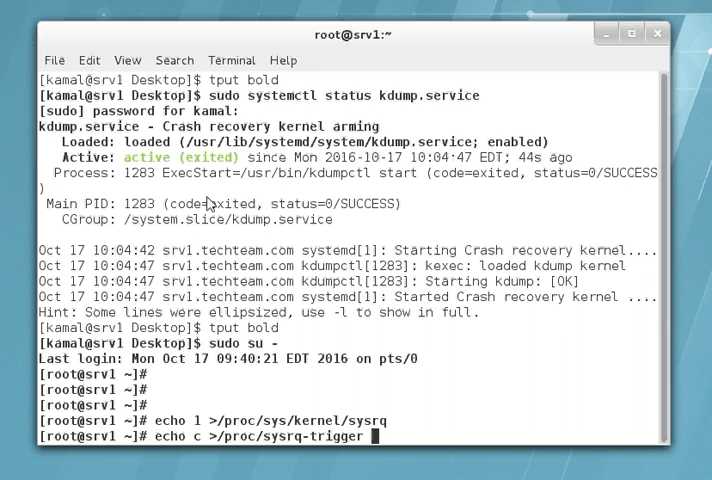 root@srv1:~
File Edit View Search Terminal Help
[kamal@srv1 Desktop]$ tput bold
[kamal@srv1 Desktop]$ sudo systemctl status kdump.service
[sudo] password for kamal:
kdump.service - Crash recovery kernel arming
   Loaded: loaded (/usr/lib/systemd/system/kdump.service; enabled)
   Active: active (exited) since Mon 2016-10-17 10:04:47 EDT; 44s ago
  Process: 1283 ExecStart=/usr/bin/kdumpctl start (code=exited, status=0/SUCCESS
)
 Main PID: 1283 (code=exited, status=0/SUCCESS)
   CGroup: /system.slice/kdump.service

Oct 17 10:04:42 srv1.techteam.com systemd[1]: Starting Crash recovery kernel....
Oct 17 10:04:47 srv1.techteam.com kdumpctl[1283]: kexec: loaded kdump kernel
Oct 17 10:04:47 srv1.techteam.com kdumpctl[1283]: Starting kdump: [OK]
Oct 17 10:04:47 srv1.techteam.com systemd[1]: Started Crash recovery kernel ....
Hint: Some lines were ellipsized, use -l to show in full.
[kamal@srv1 Desktop]$ tput bold
[kamal@srv1 Desktop]$ sudo su -
Last login: Mon Oct 17 09:40:21 EDT 2016 on pts/0
[root@srv1 ~]#
[root@srv1 ~]#
[root@srv1 ~]#
[root@srv1 ~]# echo 1 >/proc/sys/kernel/sysrq
[root@srv1 ~]# echo c >/proc/sysrq-trigger